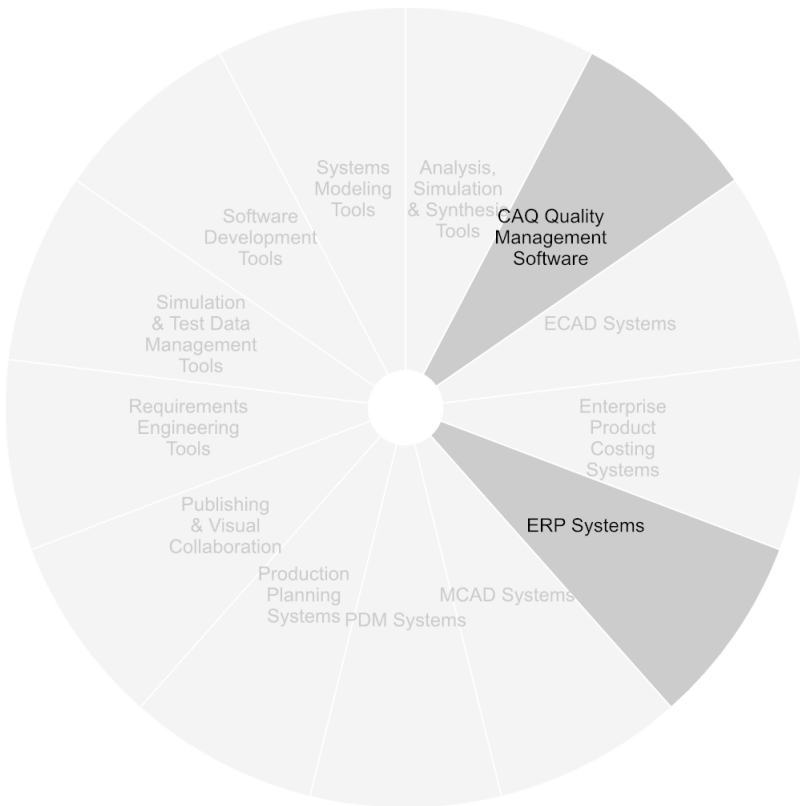 Systems
Modeling
Tools
Analysis,
Simulation
& Synthesis
Tools
CAQ Quality
Management
Software
ECAD Systems
Enterprise
Product
Costing
Systems
ERP Systems
MCAD Systems
PDM Systems
Production
Planning
Systems
Publishing
& Visual
Collaboration
Requirements
Engineering
Tools
Simulation
& Test Data
Management
Tools
Software
Development
Tools